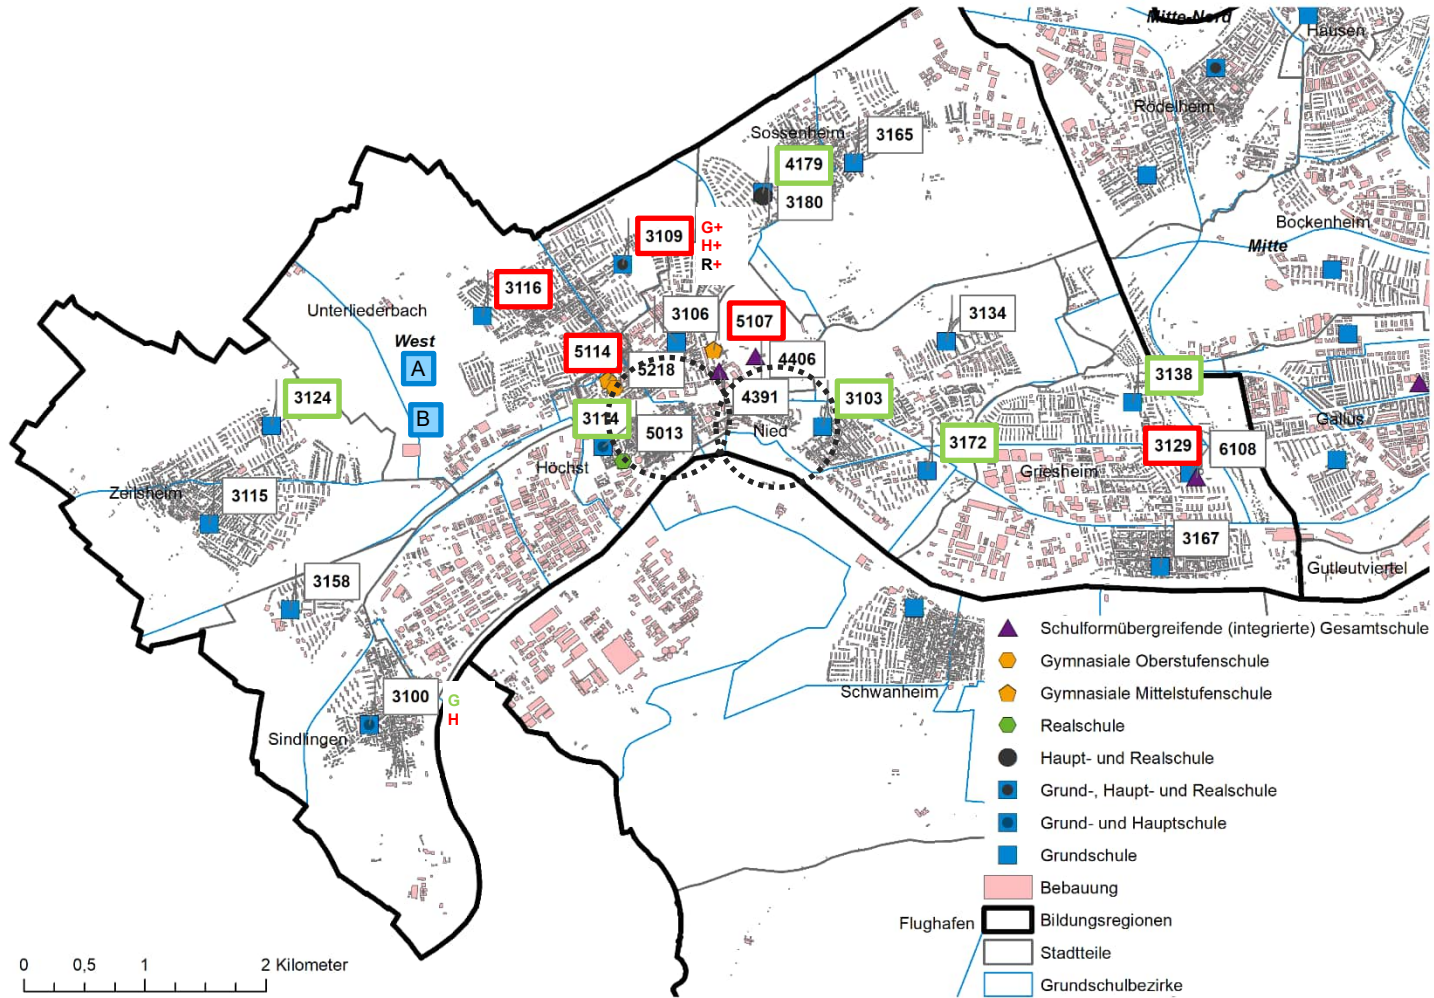 Mitte-Nord
Hausen
Rödelheim
Sossenheim
3165
4179
3180
Bockenheim
Mitte
3109
G+
H+
R+
3116
Unterliederbach
3106
5107
3134
West
5114
4406
A
5218
3138
3124
4391
3103
B
3114
Gallus
5013
Nied
3172
3129
6108
Höchst
Griesheim
Zeilsheim
3115
3167
3158
Gutleutviertel
Schulformübergreifende (integrierte) Gesamtschule
Gymnasiale Oberstufenschule
Gymnasiale Mittelstufenschule
Realschule
Haupt- und Realschule
Grund-, Haupt- und Realschule
Grund- und Hauptschule
Grundschule
Bebauung
Bildungsregionen
Stadtteile
Grundschulbezirke
Schwanheim
3100
G
H
Sindlingen
Flughafen
0 0,5 1 2 Kilometer